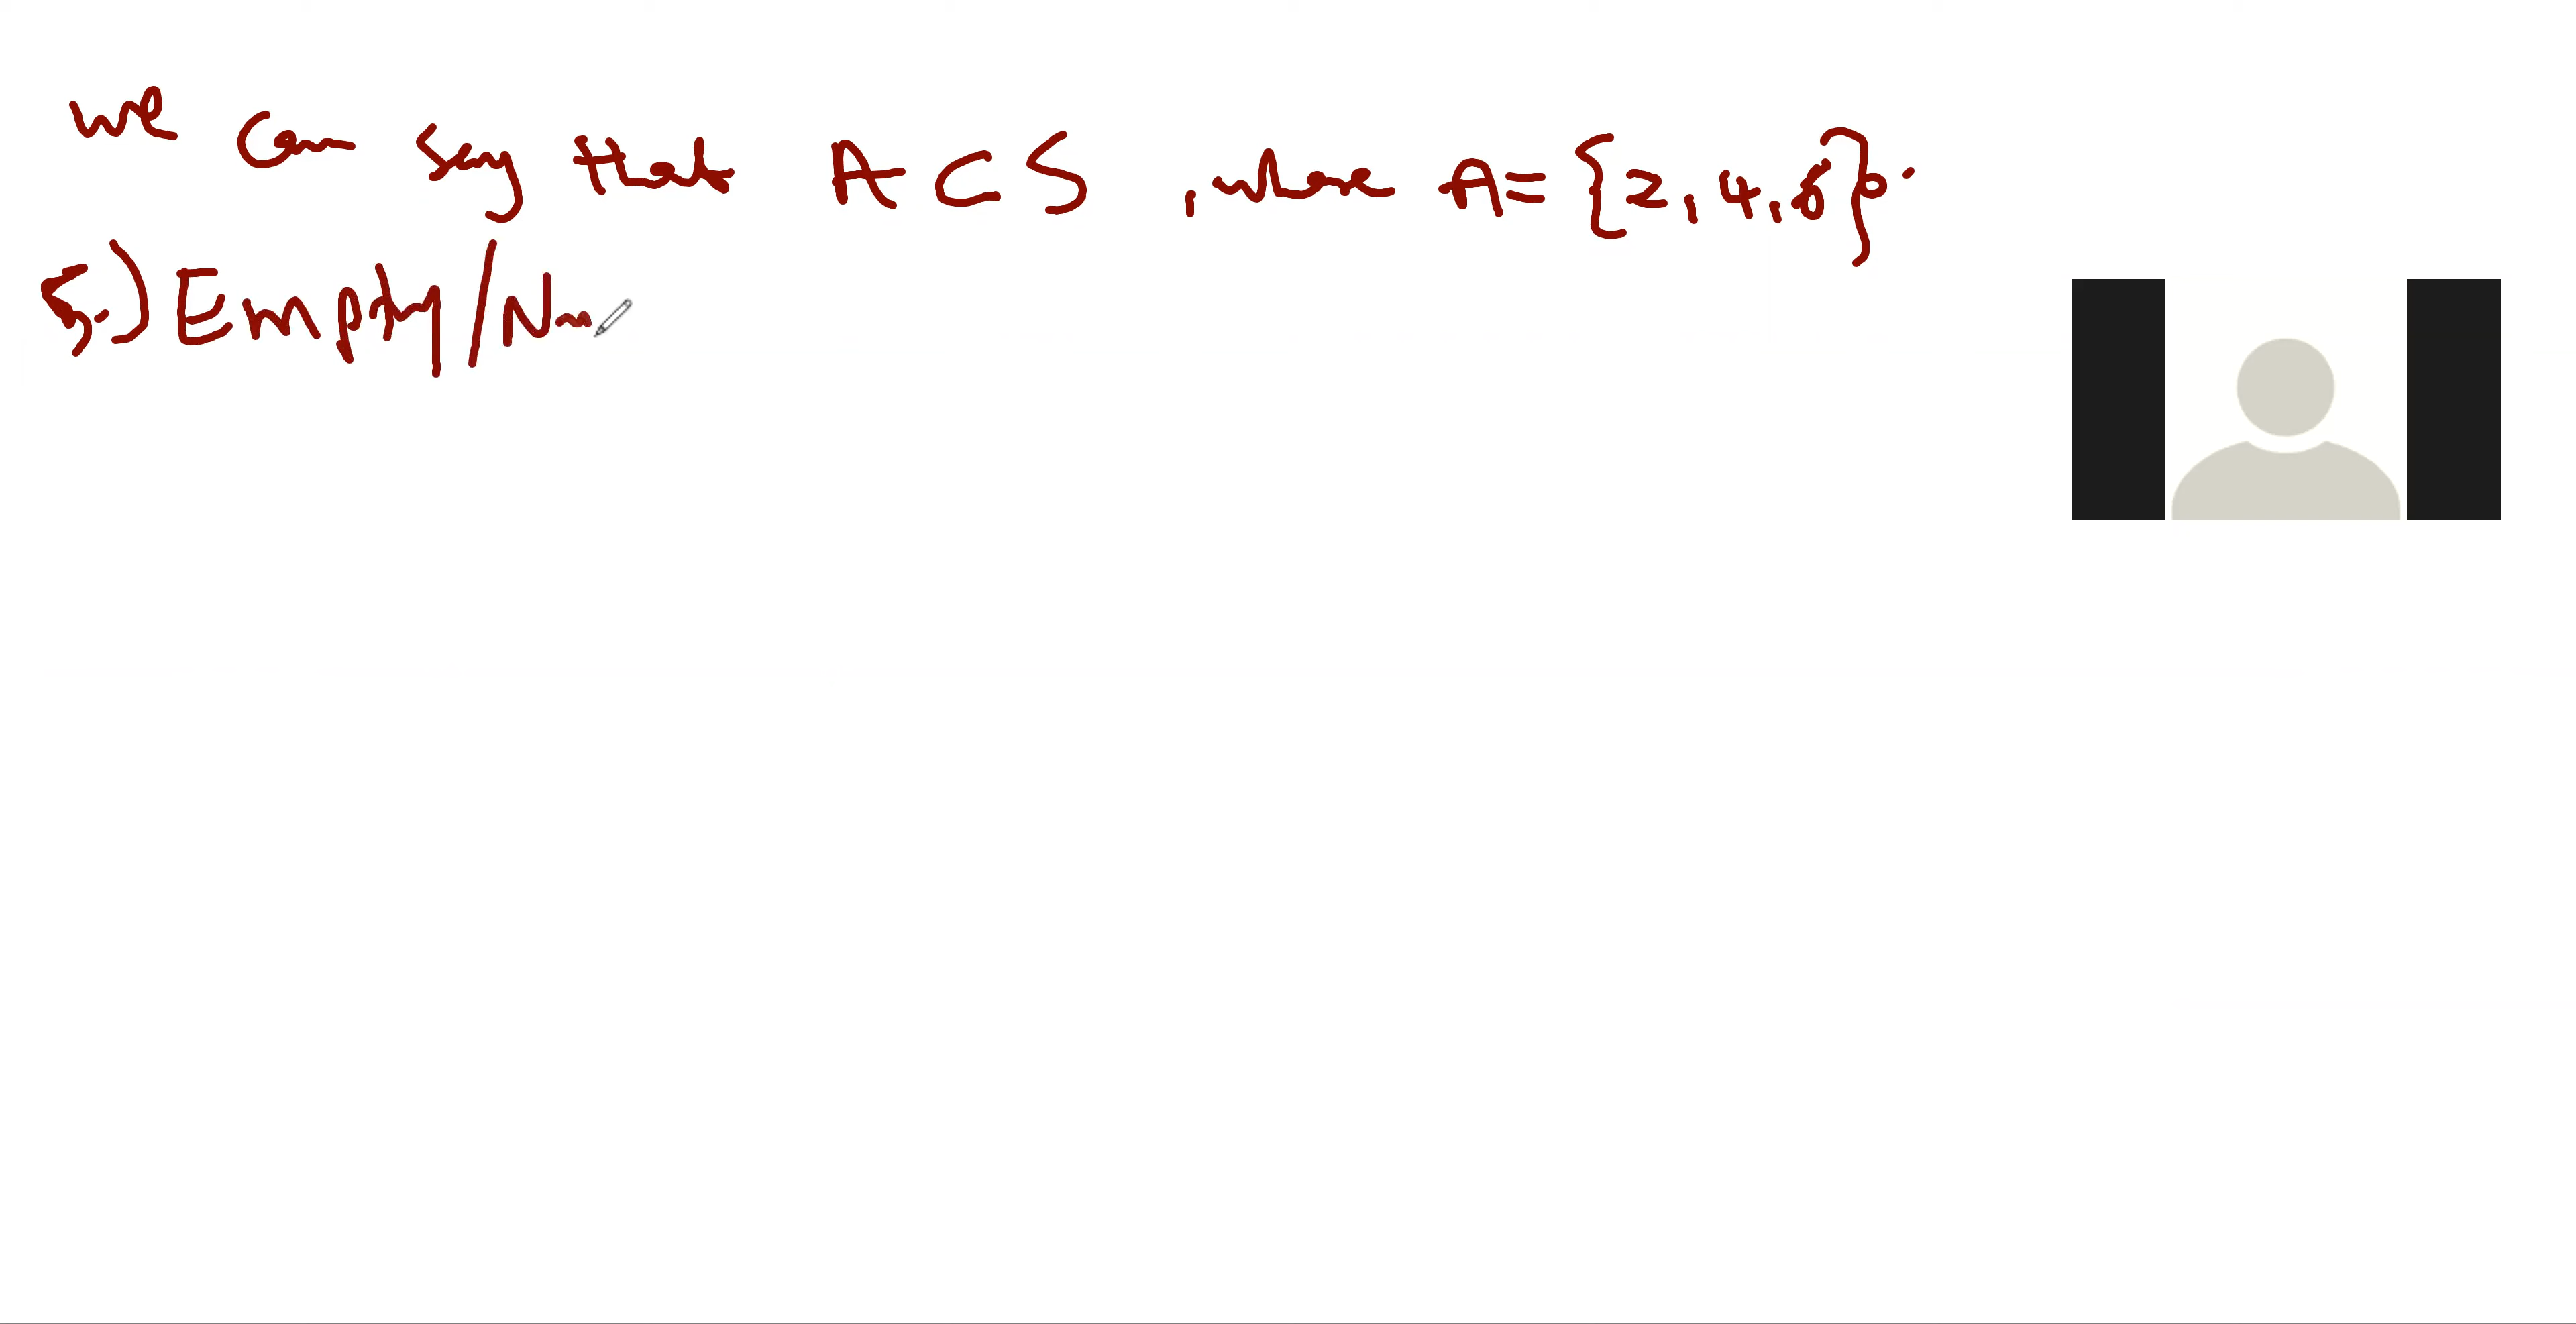 we can say that A ⊂ S , where A = {2, 4, 6}.
5.) Empty/Nu